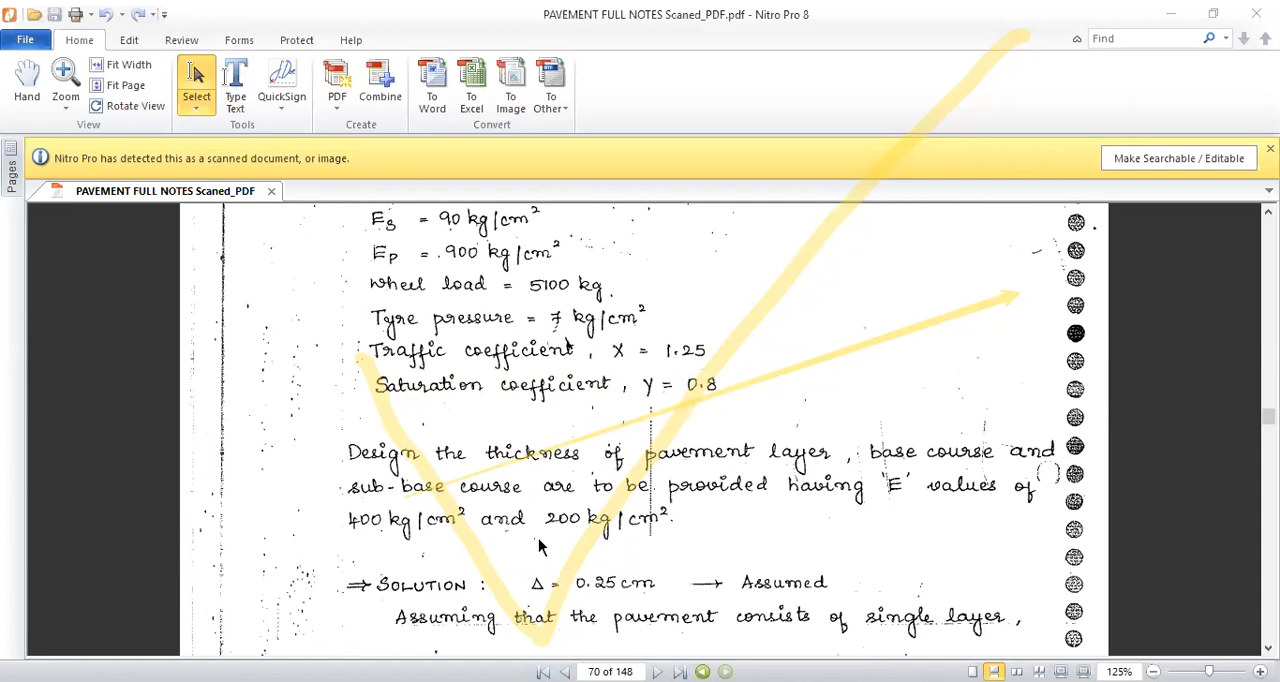 PAVEMENT FULL NOTES Scaned_PDF.pdf - Nitro Pro 8
File Home Edit Review Forms Protect Help
Find
Hand
Zoom
Fit Width
Fit Page
Rotate View
View
Select
Type Text
QuickSign
Tools
PDF
Combine
Create
To Word
To Excel
To Image
To Other
Convert
Nitro Pro has detected this as a scanned document, or image.
Make Searchable / Editable
Pages
PAVEMENT FULL NOTES Scaned_PDF
Es = 90 kg/cm²
Ep = 900 kg/cm²
Wheel load = 5100 kg.
Tyre pressure = 7 kg/cm²
Traffic coefficient, X = 1.25
Saturation coefficient, Y = 0.8
Design the thickness of pavement layer, base course and
sub-base course are to be provided having 'E' values of
400 kg/cm² and 200 kg/cm².
⇒ SOLUTION : Δ = 0.25 cm → Assumed
Assuming that the pavement consists of single layer,
70 of 148
125%